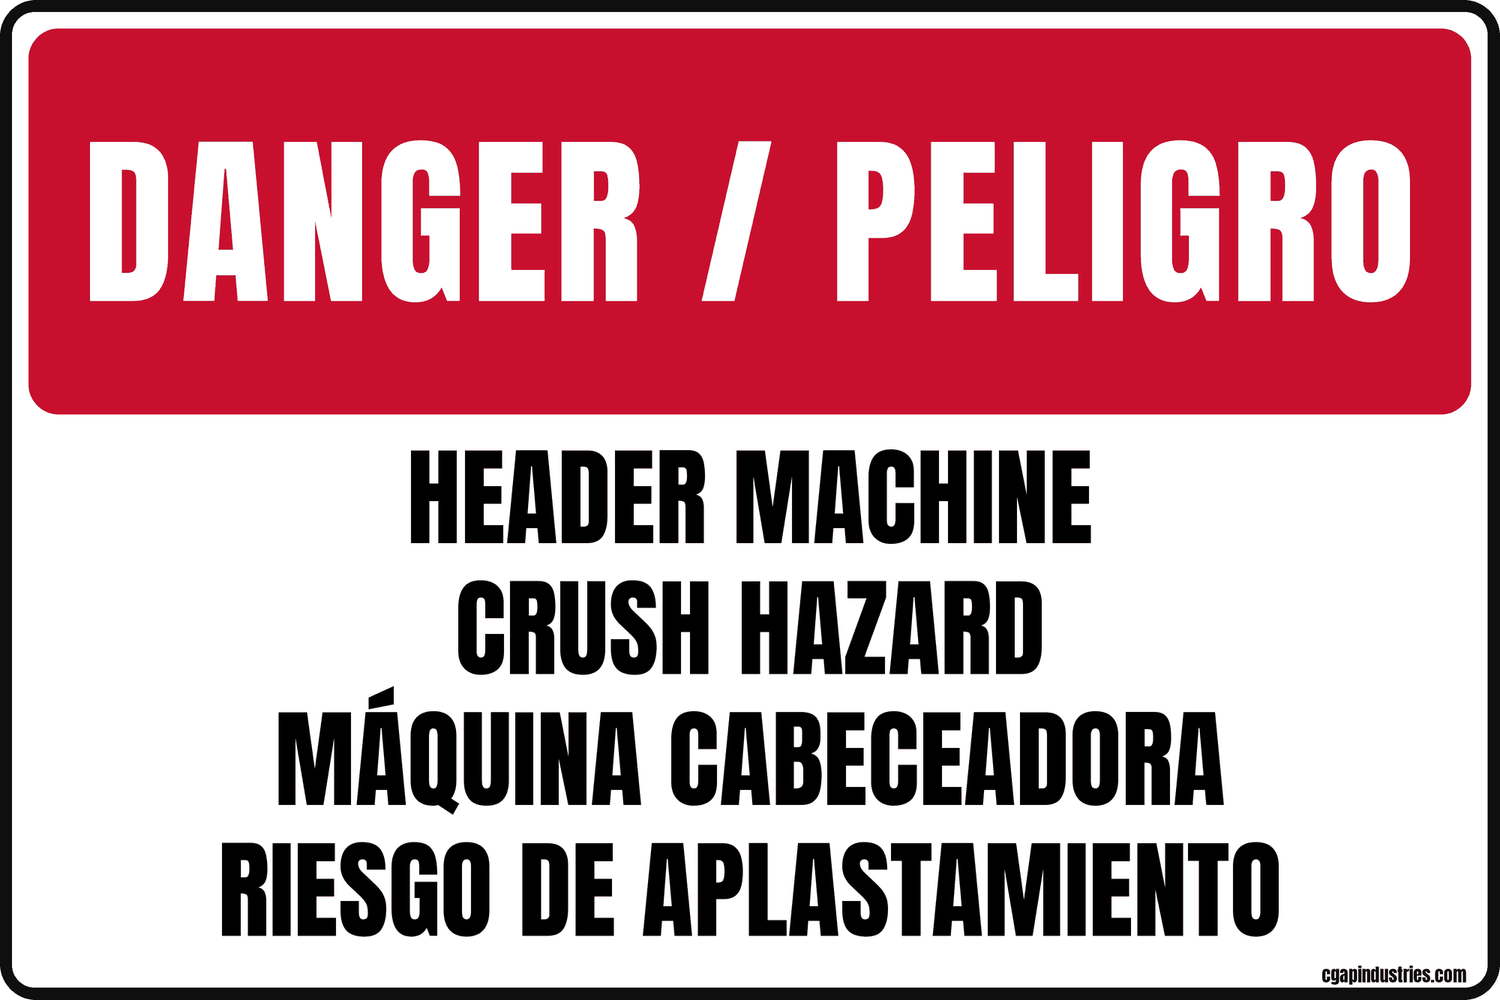 DANGER / PELIGRO
HEADER MACHINE
CRUSH HAZARD
MÁQUINA CABECEADORA
RIESGO DE APLASTAMIENTO
cgapindustries.com